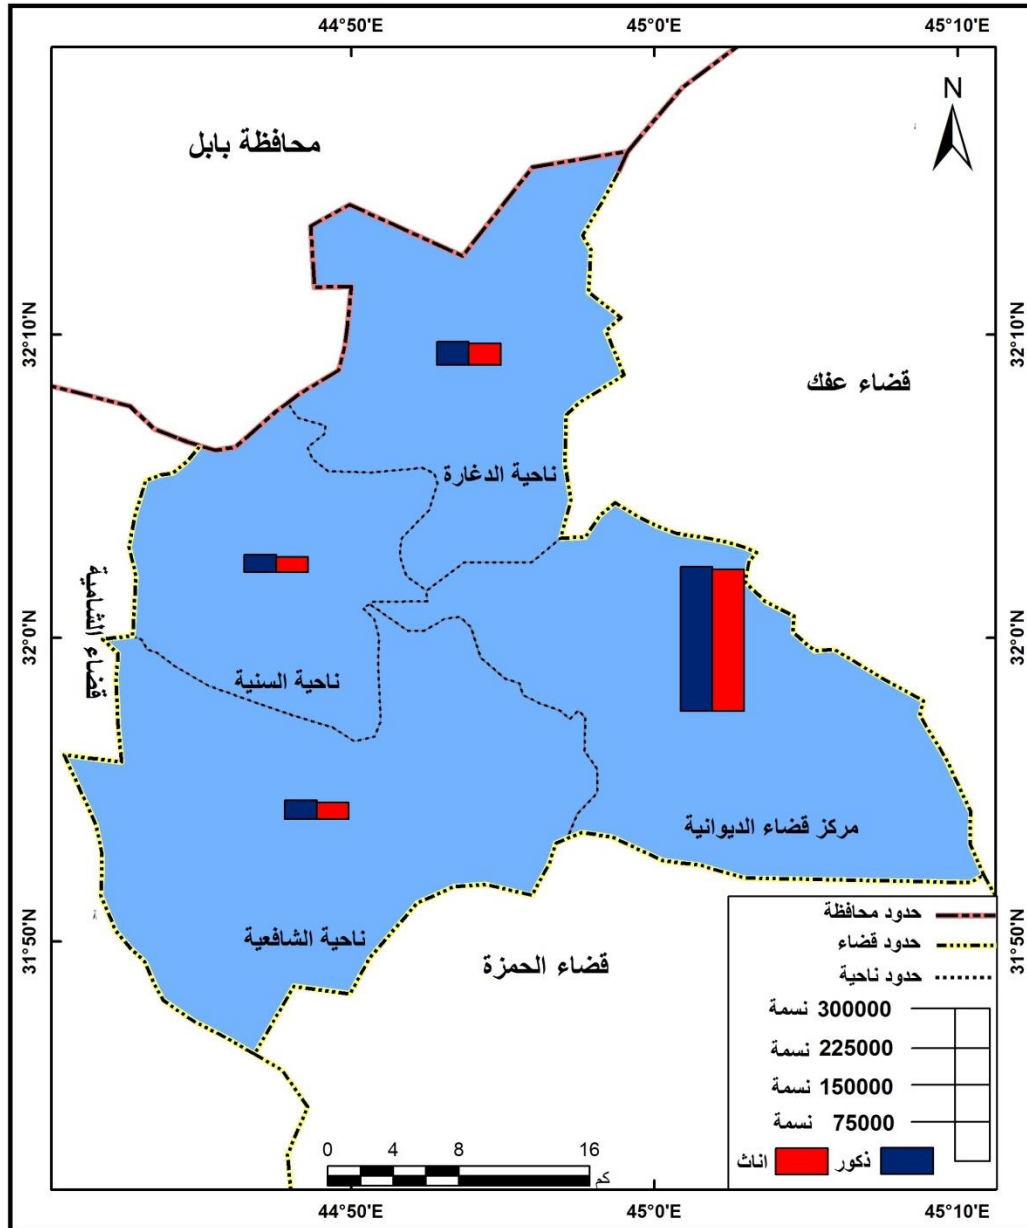 44°50'E 45°0'E 45°10'E
N
محافظة بابل
32°10'N 32°10'N
قضاء عفك
ناحية الدغارة
قضاء الشامية
32°0'N 32°0'N
ناحية السنية
مركز قضاء الديوانية
ناحية الشافعية
31°50'N 31°50'N
قضاء الحمزة
حدود محافظة
حدود قضاء
حدود ناحية
300000 نسمة
225000 نسمة
150000 نسمة
75000 نسمة
ذكور اناث
0 4 8 16
كم
44°50'E 45°0'E 45°10'E